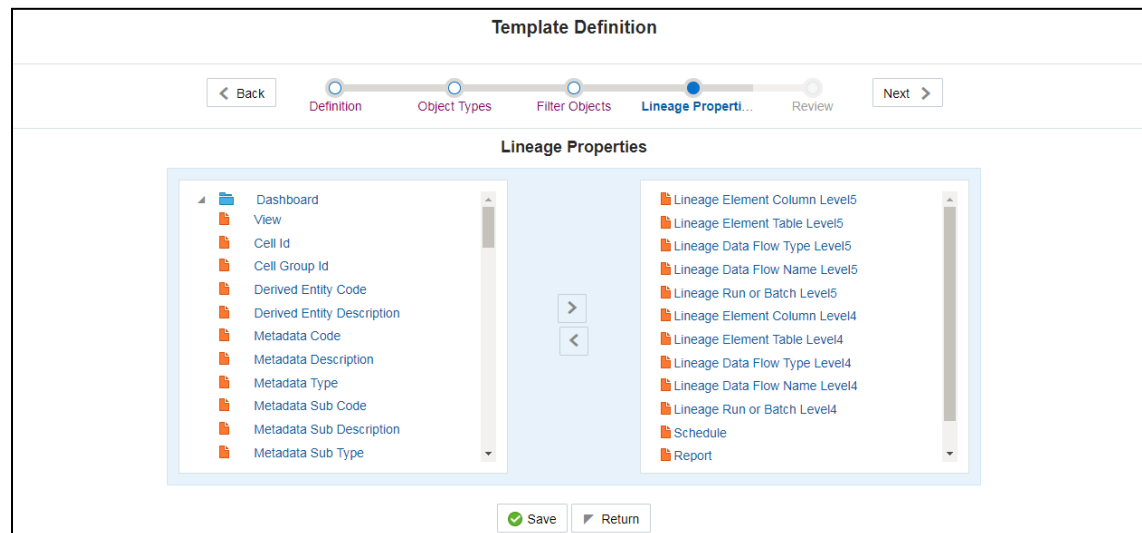 Template Definition
Back
Definition
Object Types
Filter Objects
Lineage Properti...
Review
Next
Lineage Properties
Dashboard
View
Cell Id
Cell Group Id
Derived Entity Code
Derived Entity Description
Metadata Code
Metadata Description
Metadata Type
Metadata Sub Code
Metadata Sub Description
Metadata Sub Type
Lineage Element Column Level5
Lineage Element Table Level5
Lineage Data Flow Type Level5
Lineage Data Flow Name Level5
Lineage Run or Batch Level5
Lineage Element Column Level4
Lineage Element Table Level4
Lineage Data Flow Type Level4
Lineage Data Flow Name Level4
Lineage Run or Batch Level4
Schedule
Report
Save
Return